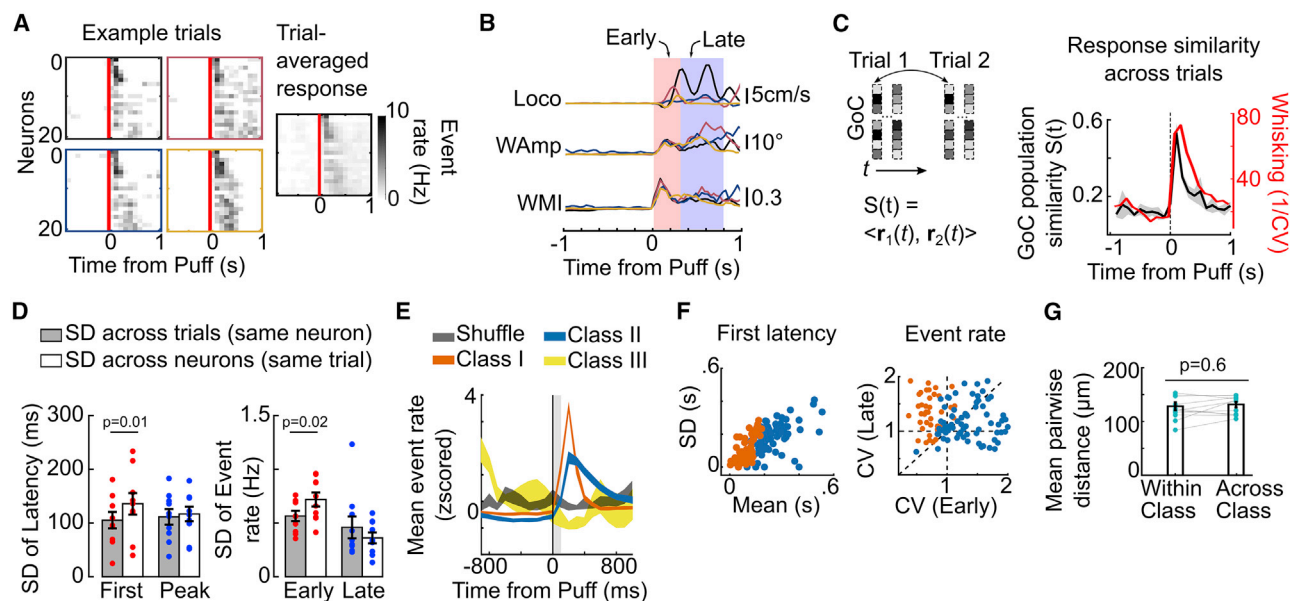 A
Example trials
Trial-
averaged
response
0
20
0
20
Neurons
0
1
0
1
Time from Puff (s)
10
0
Event
rate (Hz)
0
1
B
Early
Late
Loco
5cm/s
WAmp
10°
WMI
0.3
-1
0
1
Time from Puff (s)
C
Trial 1
Trial 2
GoC
t
S(t) =
<r1(t), r2(t)>
Response similarity
across trials
GoC population
similarity S(t)
0.6
0.2
80
40
Whisking (1/CV)
-1
0
1
Time from Puff (s)
D
SD across trials (same neuron)
SD across neurons (same trial)
SD of Latency (ms)
300
200
100
0
p=0.01
First
Peak
SD of Event
rate (Hz)
1.5
0
p=0.02
Early
Late
E
Shuffle
Class II
Class I
Class III
Mean event rate
(zscored)
4
0
-800
0
800
Time from Puff (ms)
F
First latency
SD (s)
.6
0
0
.6
Mean (s)
Event rate
CV (Late)
2
1
0
1
2
CV (Early)
G
p=0.6
Mean pairwise
distance (µm)
200
100
0
Within
Class
Across
Class